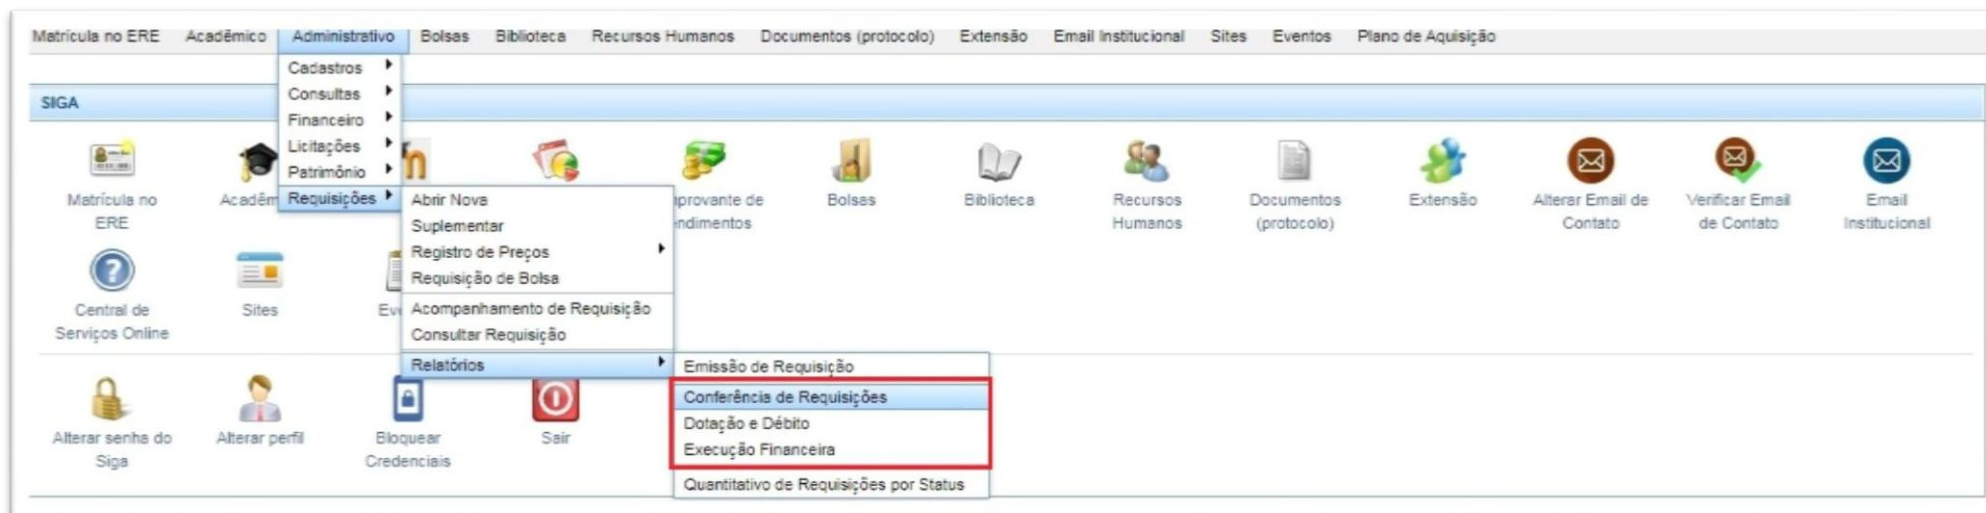 Matrícula no ERE Acadêmico Administrativo Bolsas Biblioteca Recursos Humanos Documentos (protocolo) Extensão Email Institucional Sites Eventos Plano de Aquisição
Cadastros
Consultas
Financeiro
Licitações
Patrimônio
Requisições
SIGA
Abrir Nova
Suplementar
Registro de Preços
Requisição de Bolsa
Acompanhamento de Requisição
Consultar Requisição
Relatórios
Emissão de Requisição
Conferência de Requisições
Dotação e Débito
Execução Financeira
Quantitativo de Requisições por Status
Matrícula no
ERE
Bolsas
Biblioteca
Recursos
Humanos
Documentos
(protocolo)
Extensão
Alterar Email de
Contato
Verificar Email
de Contato
Email
Institucional
Central de
Serviços Online
Sites
Alterar senha do
Siga
Alterar perfil
Bloquear
Credenciais
Sair